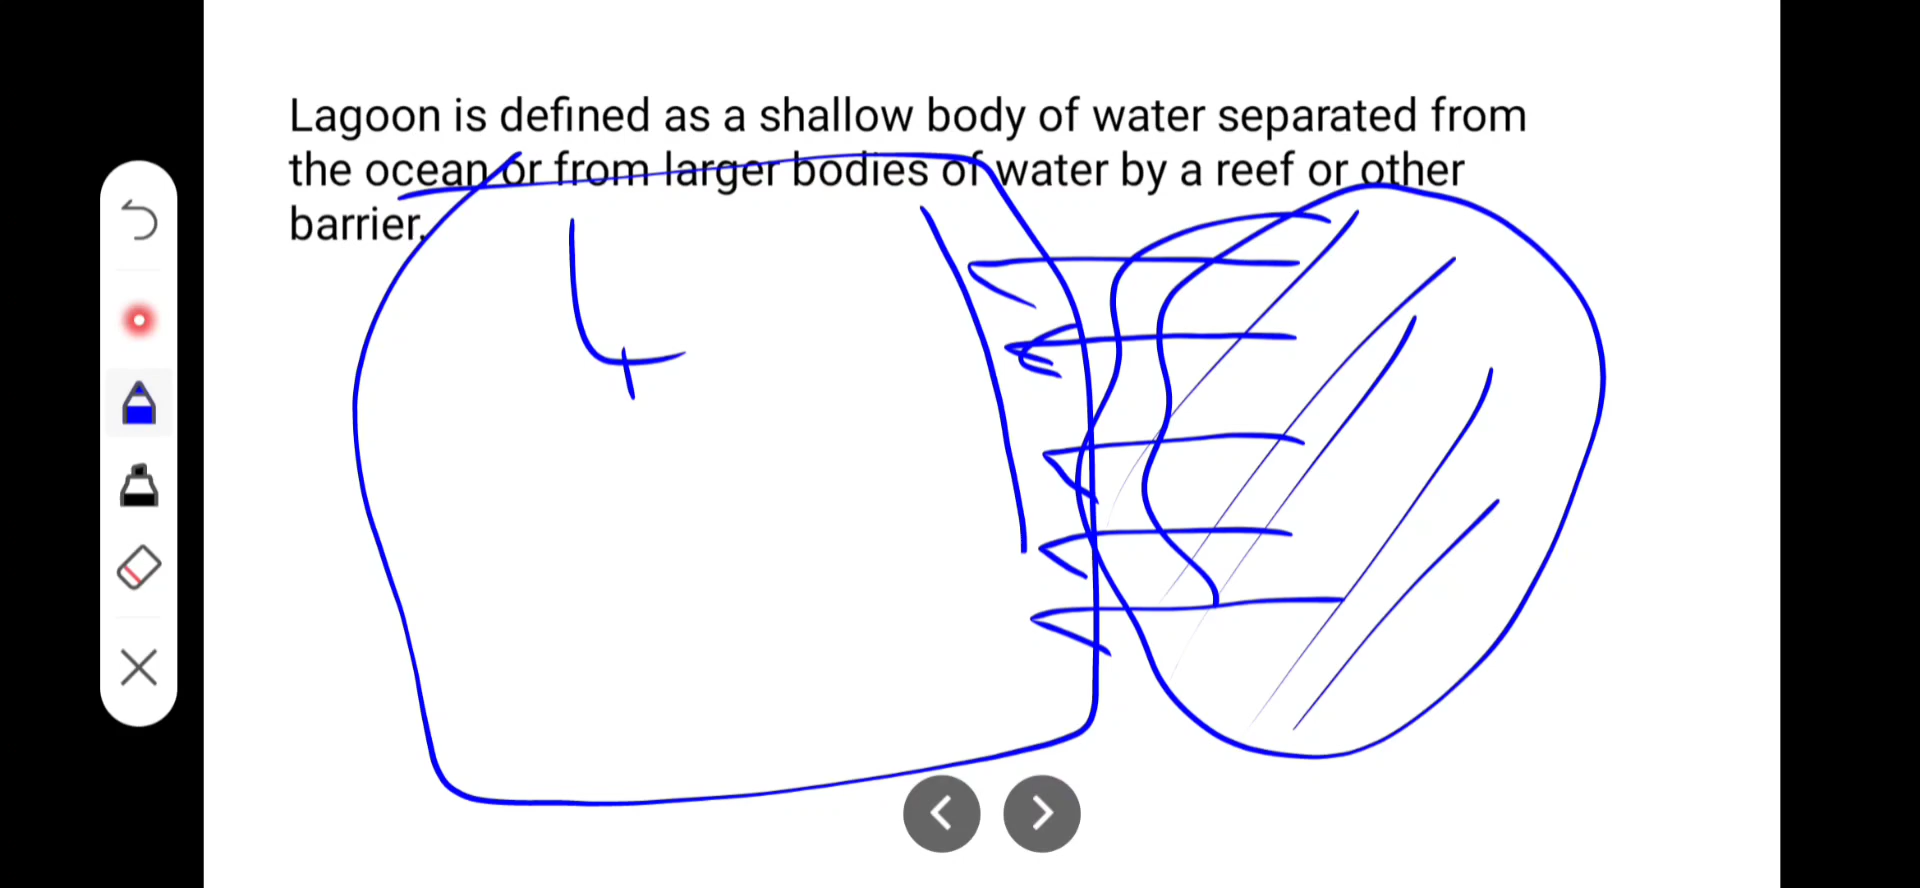 Lagoon is defined as a shallow body of water separated from
the ocean or from larger bodies of water by a reef or other
barrier.